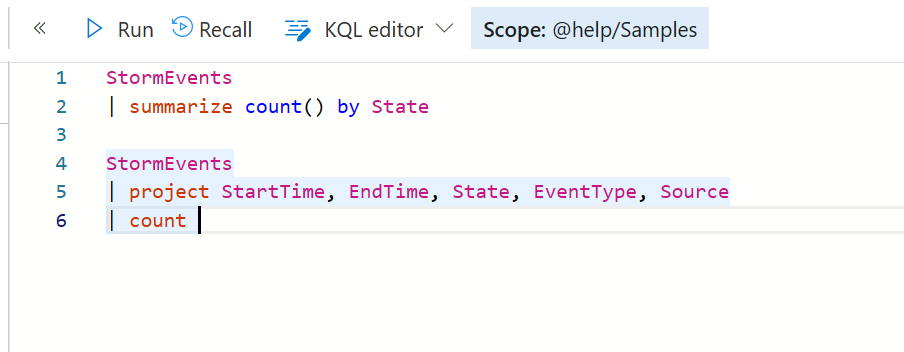 « Run Recall KQL editor Scope: @help/Samples
1 StormEvents
2 | summarize count() by State
3
4 StormEvents
5 | project StartTime, EndTime, State, EventType, Source
6 | count